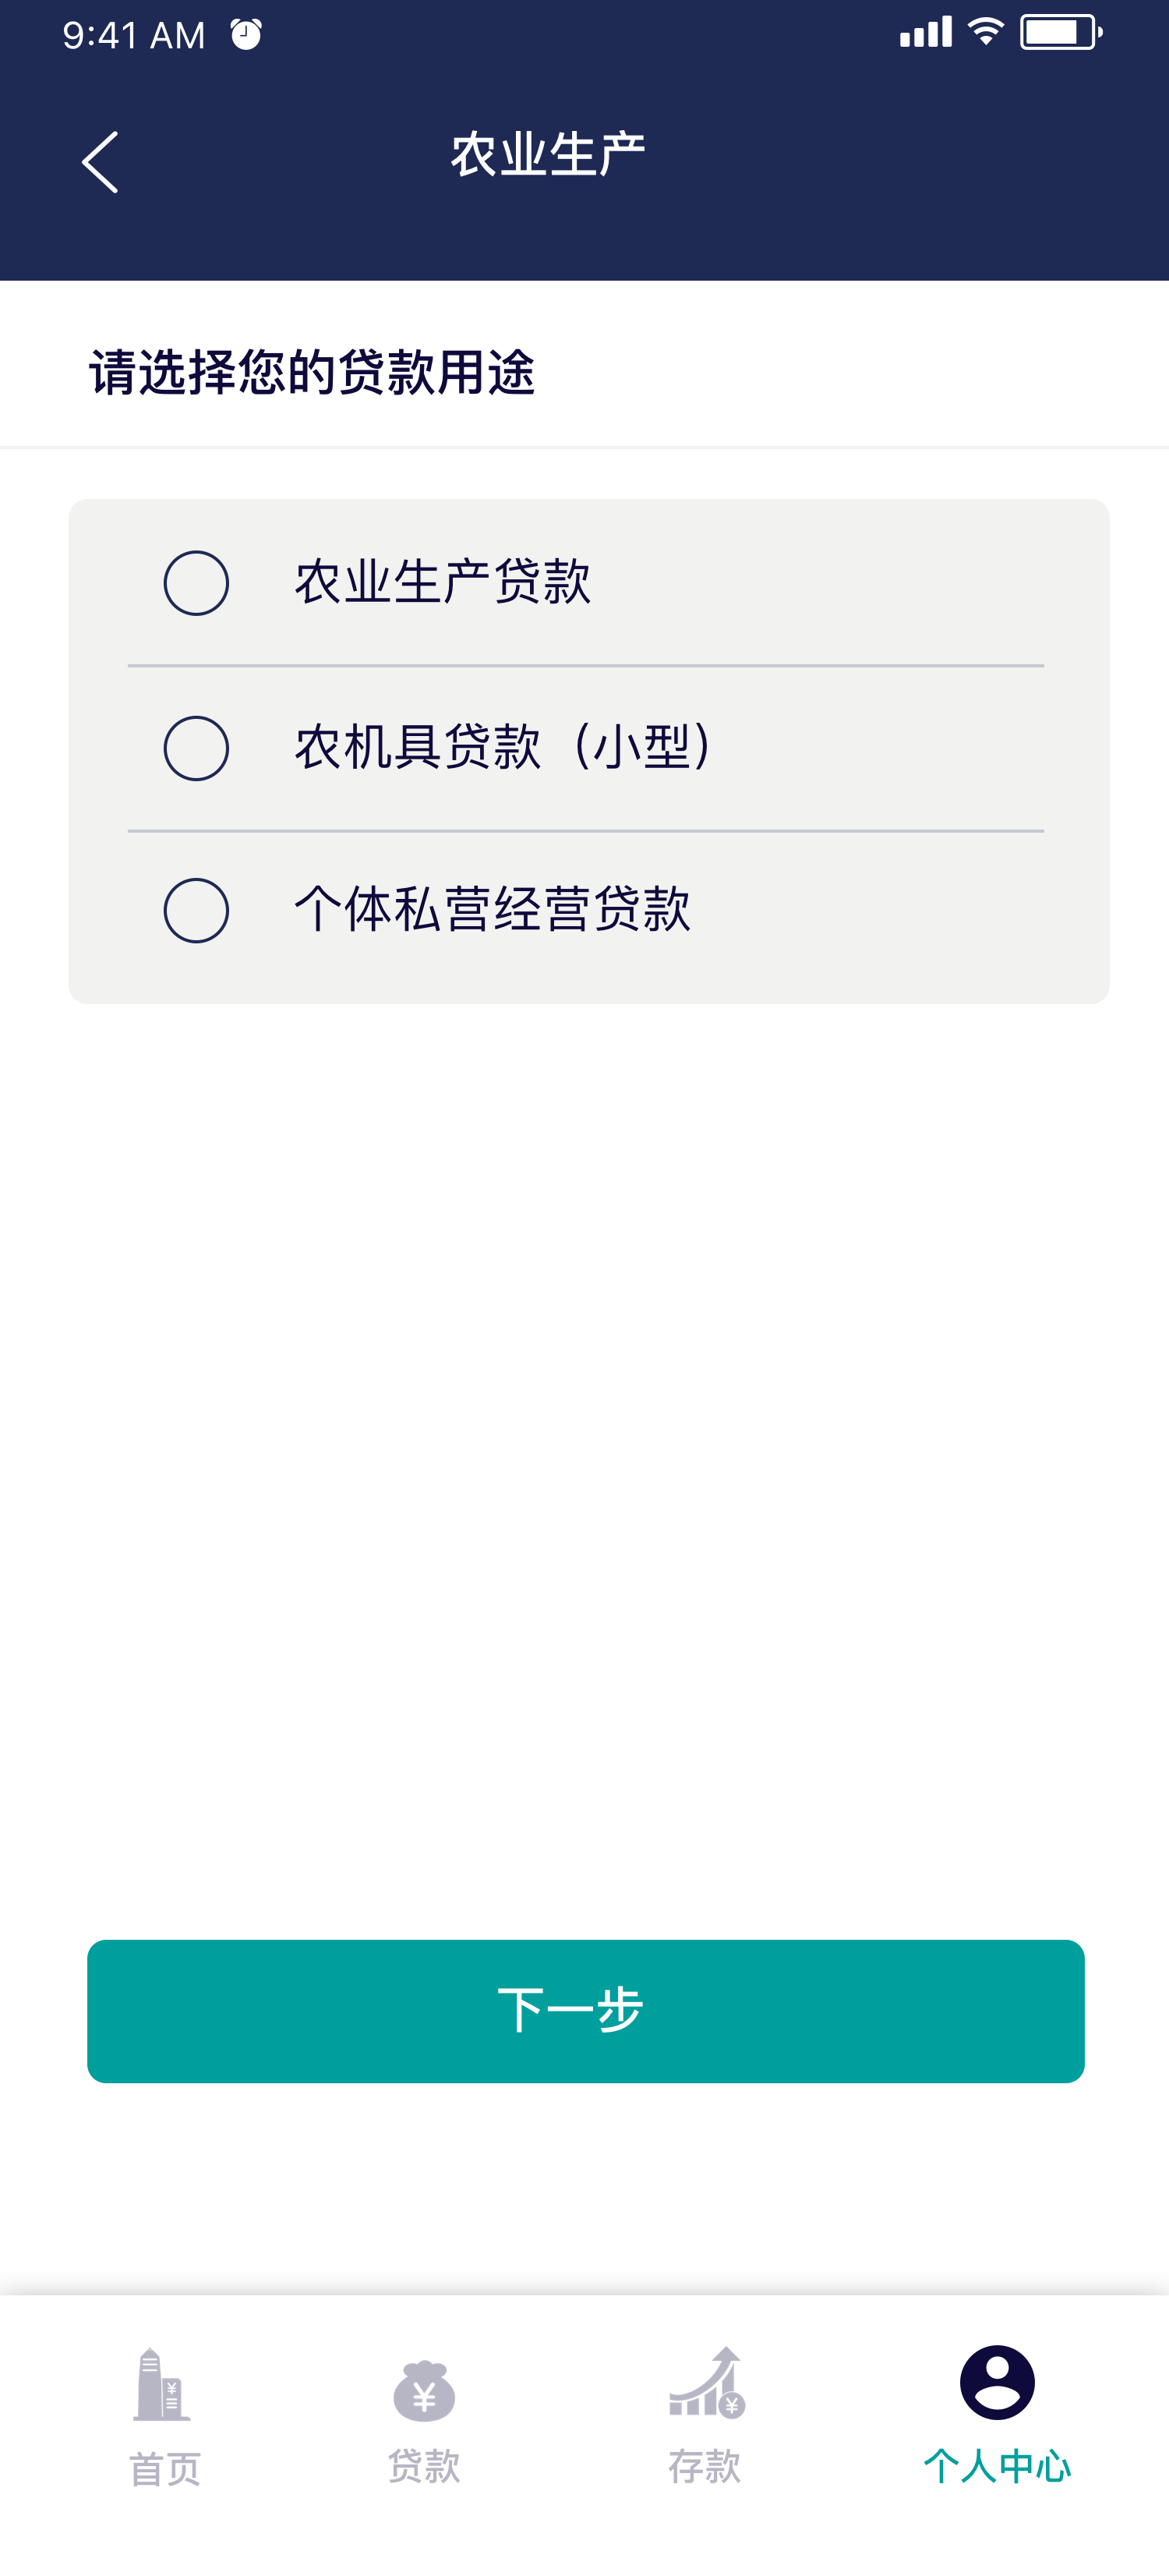 9:41 AM
农业生产
请选择您的贷款用途
农业生产贷款
农机具贷款（小型）
个体私营经营贷款
下一步
¥
¥
¥
首页
贷款
存款
个人中心